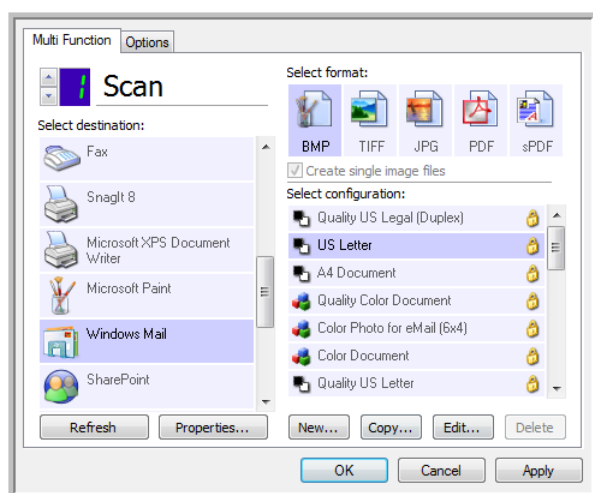 Multi Function
Options
1 Scan
Select destination:
Fax
SnagIt 8
Microsoft XPS Document
Writer
Microsoft Paint
Windows Mail
SharePoint
Refresh
Properties...
Select format:
BMP
TIFF
JPG
PDF
sPDF
Create single image files
Select configuration:
Quality US Legal (Duplex)
US Letter
A4 Document
Quality Color Document
Color Photo for eMail (6x4)
Color Document
Quality US Letter
New...
Copy...
Edit...
Delete
OK
Cancel
Apply